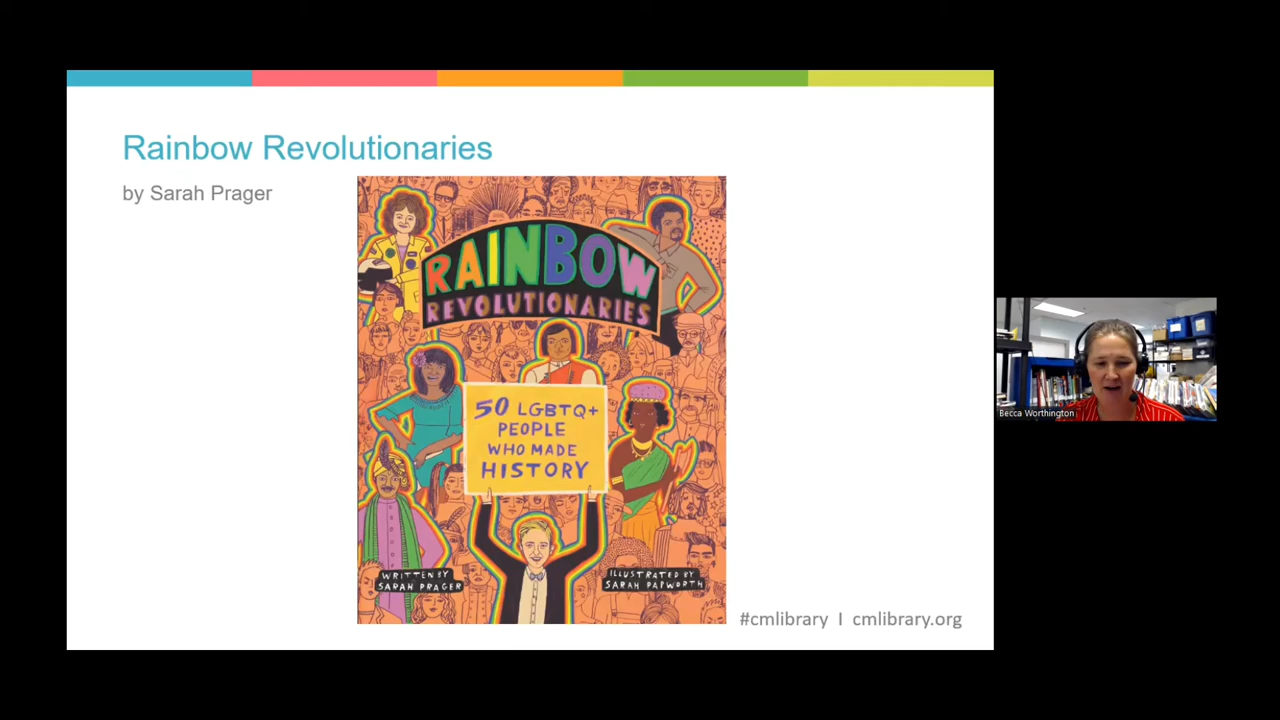 Rainbow Revolutionaries
by Sarah Prager
RAINBOW
REVOLUTIONARIES
50 LGBTQ+
PEOPLE
WHO MADE
HISTORY
WRITTEN BY
SARAH PRAGER
ILLUSTRATED BY
SARAH PAPWORTH
#cmlibrary I cmlibrary.org
Becca Worthington